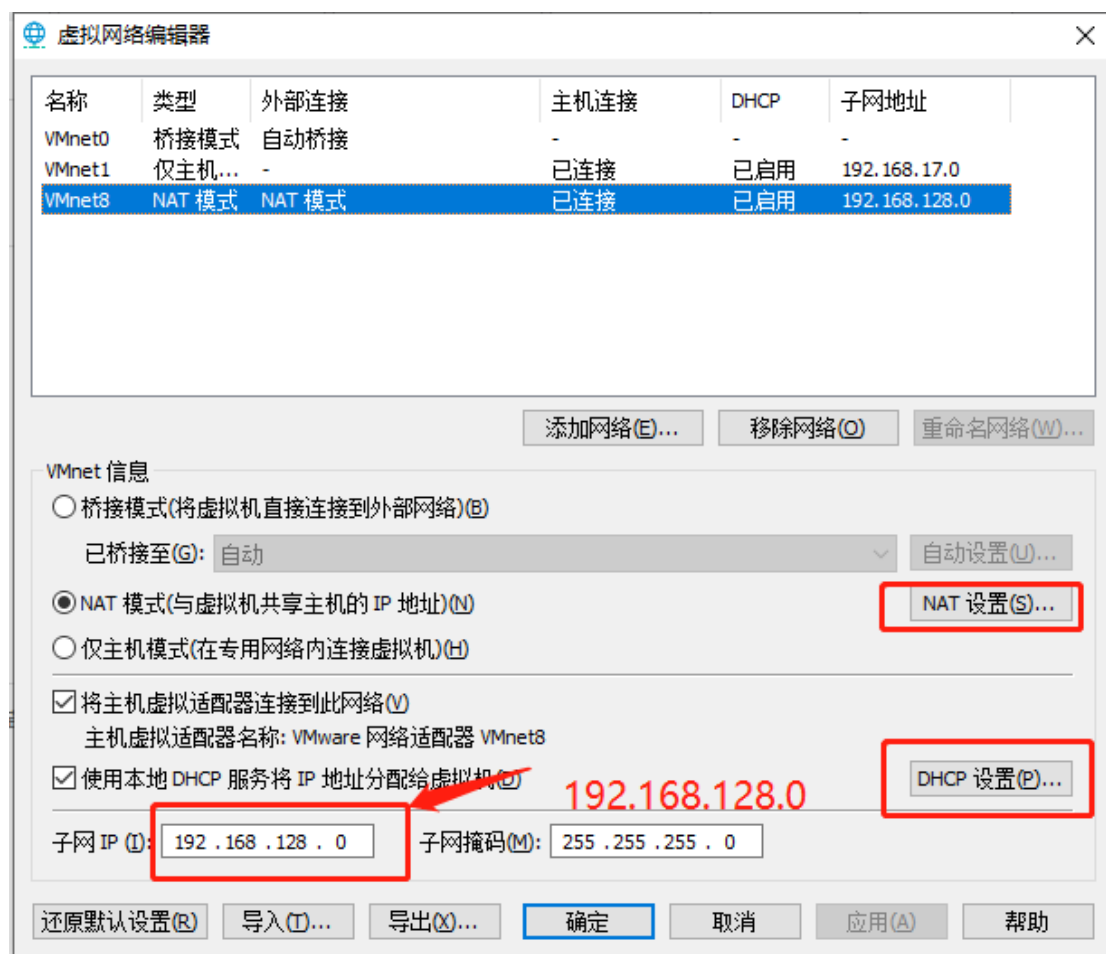 虚拟网络编辑器
名称 类型 外部连接 主机连接 DHCP 子网地址
VMnet0 桥接模式 自动桥接 - - -
VMnet1 仅主机... - 已连接 已启用 192.168.17.0
VMnet8 NAT 模式 NAT 模式 已连接 已启用 192.168.128.0
添加网络(E)... 移除网络(O) 重命名网络(W)...
VMnet 信息
桥接模式(将虚拟机直接连接到外部网络)(B)
已桥接至(G): 自动 自动设置(U)...
NAT 模式(与虚拟机共享主机的 IP 地址)(N) NAT 设置(S)...
仅主机模式(在专用网络内连接虚拟机)(H)
将主机虚拟适配器连接到此网络(V)
主机虚拟适配器名称: VMware 网络适配器 VMnet8
使用本地 DHCP 服务将 IP 地址分配给虚拟机(D) DHCP 设置(P)...
192.168.128.0
子网 IP (I): 192 .168 .128 . 0 子网掩码(M): 255 .255 .255 . 0
还原默认设置(R) 导入(T)... 导出(X)... 确定 取消 应用(A) 帮助